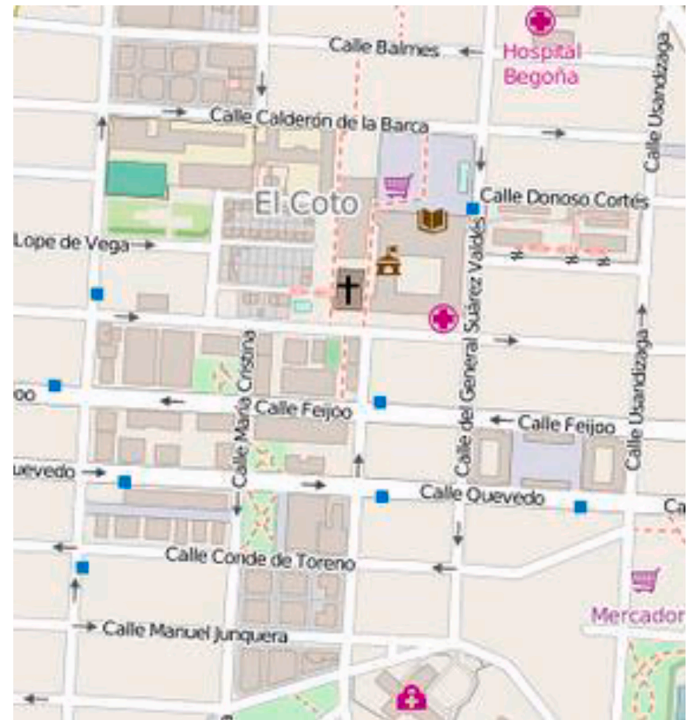 Calle Balmes
Hospital
Begoña
Calle Usandizaga
Calle Calderón de la Barca
El Coto
Calle Donoso Cortés
Lope de Vega
Calle del General Suárez Valdés
Calle María Cristina
Calle Usandizaga
oo
Calle Feijoo
Calle Feijoo
uevedo
Calle Quevedo
Ca
Calle Conde de Toreno
Mercador
Calle Manuel Junquera